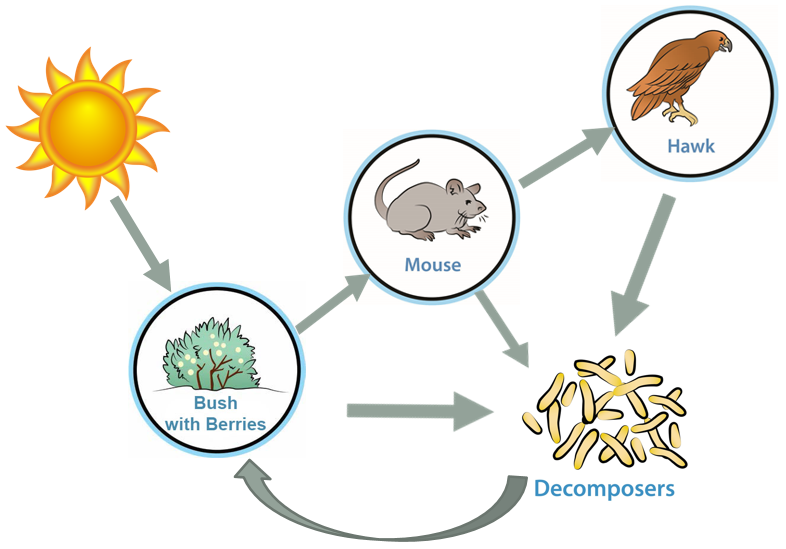 Hawk
Mouse
Bush
with Berries
Decomposers